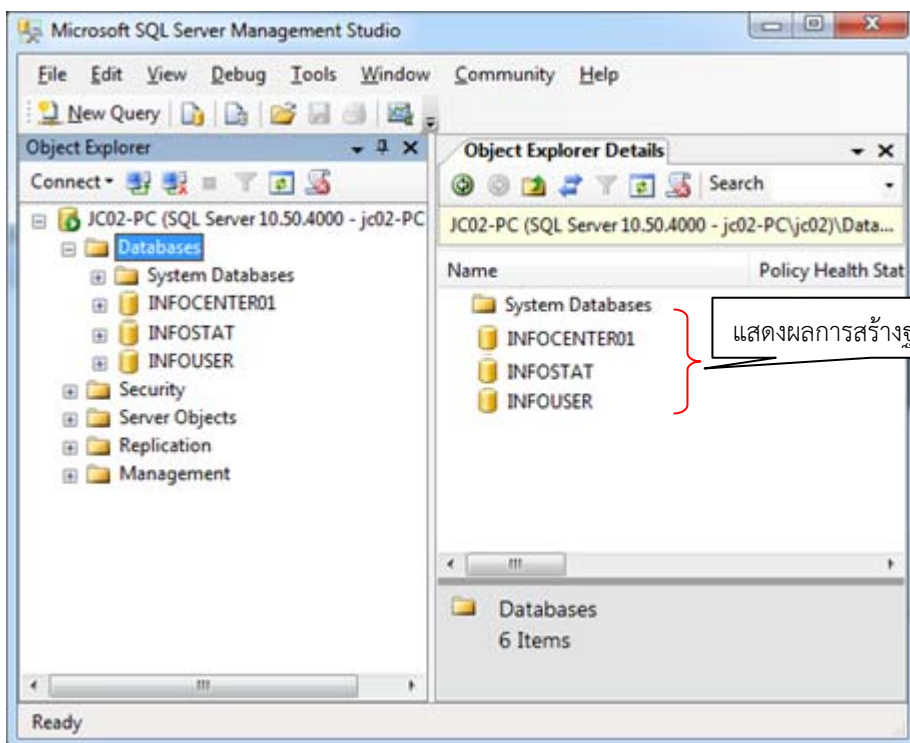 Microsoft SQL Server Management Studio
File Edit View Debug Tools Window Community Help
New Query
Object Explorer
Connect
JC02-PC (SQL Server 10.50.4000 - jc02-PC
Databases
System Databases
INFOCENTER01
INFOSTAT
INFOUSER
Security
Server Objects
Replication
Management
Object Explorer Details
Search
JC02-PC (SQL Server 10.50.4000 - jc02-PC\jc02)\Data...
Name Policy Health Stat
System Databases
INFOCENTER01
INFOSTAT
INFOUSER
แสดงผลการสร้างฐ
Databases
6 Items
Ready